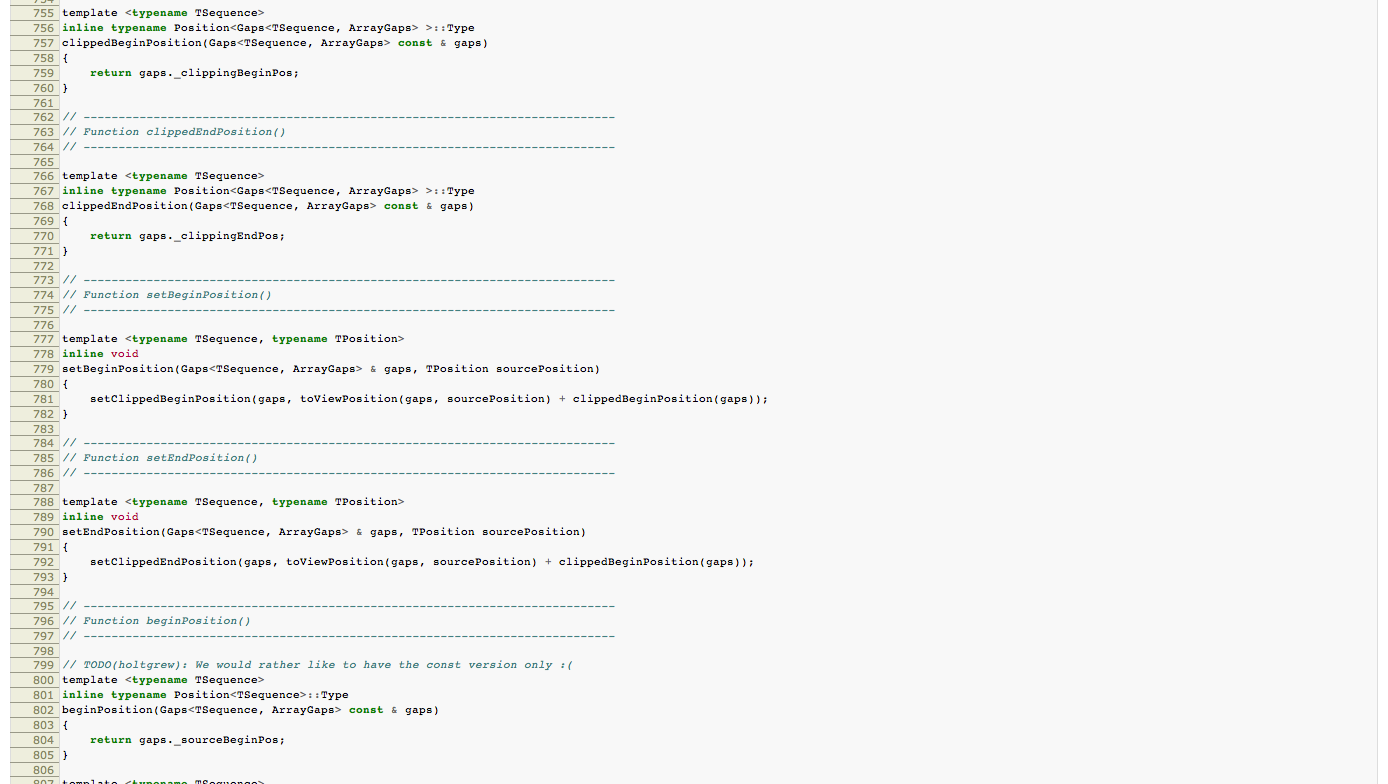 755 template <typename TSequence>
756 inline typename Position<Gaps<TSequence, ArrayGaps> >::Type
757 clippedBeginPosition(Gaps<TSequence, ArrayGaps> const & gaps)
758 {
759     return gaps._clippingBeginPos;
760 }
761
762 // ----------------------------------------------------------------------------
763 // Function clippedEndPosition()
764 // ----------------------------------------------------------------------------
765
766 template <typename TSequence>
767 inline typename Position<Gaps<TSequence, ArrayGaps> >::Type
768 clippedEndPosition(Gaps<TSequence, ArrayGaps> const & gaps)
769 {
770     return gaps._clippingEndPos;
771 }
772
773 // ----------------------------------------------------------------------------
774 // Function setBeginPosition()
775 // ----------------------------------------------------------------------------
776
777 template <typename TSequence, typename TPosition>
778 inline void
779 setBeginPosition(Gaps<TSequence, ArrayGaps> & gaps, TPosition sourcePosition)
780 {
781     setClippedBeginPosition(gaps, toViewPosition(gaps, sourcePosition) + clippedBeginPosition(gaps));
782 }
783
784 // ----------------------------------------------------------------------------
785 // Function setEndPosition()
786 // ----------------------------------------------------------------------------
787
788 template <typename TSequence, typename TPosition>
789 inline void
790 setEndPosition(Gaps<TSequence, ArrayGaps> & gaps, TPosition sourcePosition)
791 {
792     setClippedEndPosition(gaps, toViewPosition(gaps, sourcePosition) + clippedBeginPosition(gaps));
793 }
794
795 // ----------------------------------------------------------------------------
796 // Function beginPosition()
797 // ----------------------------------------------------------------------------
798
799 // TODO(holtgrew): We would rather like to have the const version only :(
800 template <typename TSequence>
801 inline typename Position<TSequence>::Type
802 beginPosition(Gaps<TSequence, ArrayGaps> const & gaps)
803 {
804     return gaps._sourceBeginPos;
805 }
806
807 template <typename TSequence>